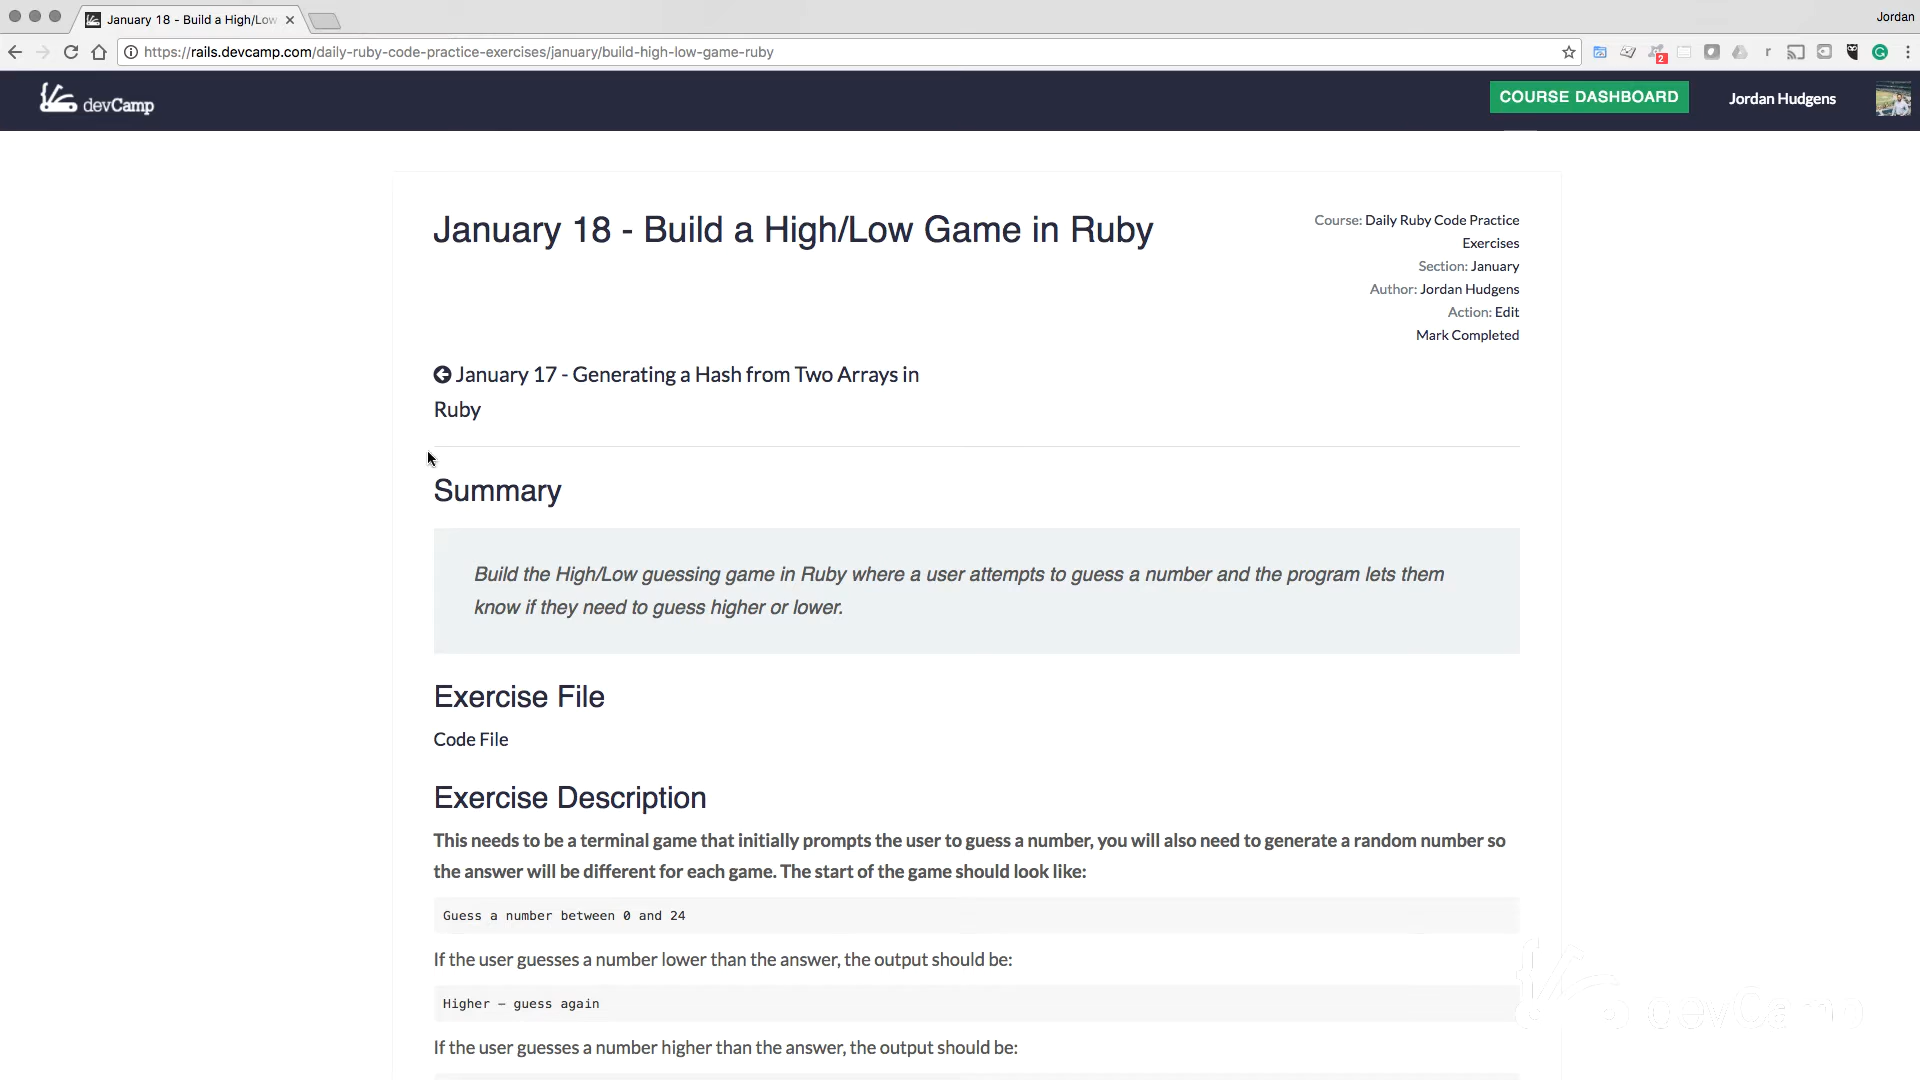 January 18 - Build a High/Low
Jordan
https://rails.devcamp.com/daily-ruby-code-practice-exercises/january/build-high-low-game-ruby
2
r
devCamp
COURSE DASHBOARD
Jordan Hudgens
January 18 - Build a High/Low Game in Ruby
Course: Daily Ruby Code Practice
Exercises
Section: January
Author: Jordan Hudgens
Action: Edit
Mark Completed
January 17 - Generating a Hash from Two Arrays in
Ruby
Summary
Build the High/Low guessing game in Ruby where a user attempts to guess a number and the program lets them
know if they need to guess higher or lower.
Exercise File
Code File
Exercise Description
This needs to be a terminal game that initially prompts the user to guess a number, you will also need to generate a random number so
the answer will be different for each game. The start of the game should look like:
Guess a number between 0 and 24
If the user guesses a number lower than the answer, the output should be:
Higher – guess again
If the user guesses a number higher than the answer, the output should be:
devCamp